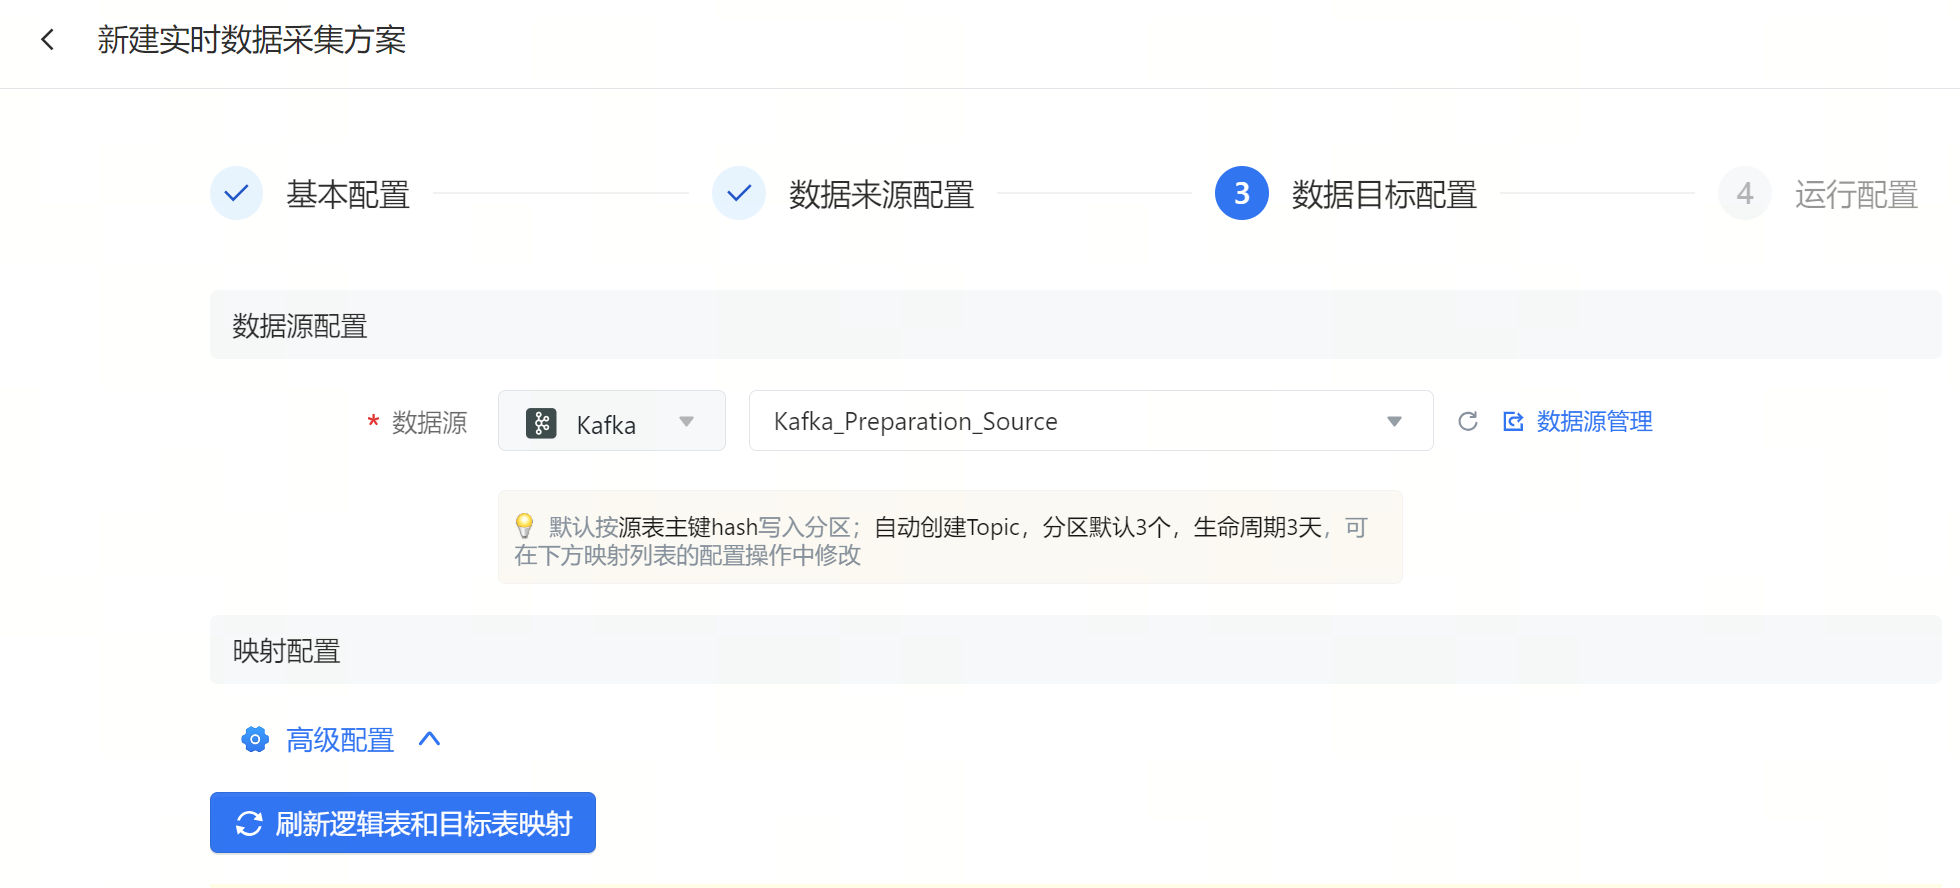 新建实时数据采集方案
基本配置
数据来源配置
3 数据目标配置
4 运行配置
数据源配置
* 数据源 Kafka Kafka_Preparation_Source 数据源管理
默认按源表主键hash写入分区；自动创建Topic，分区默认3个，生命周期3天，可
在下方映射列表的配置操作中修改
映射配置
高级配置
刷新逻辑表和目标表映射